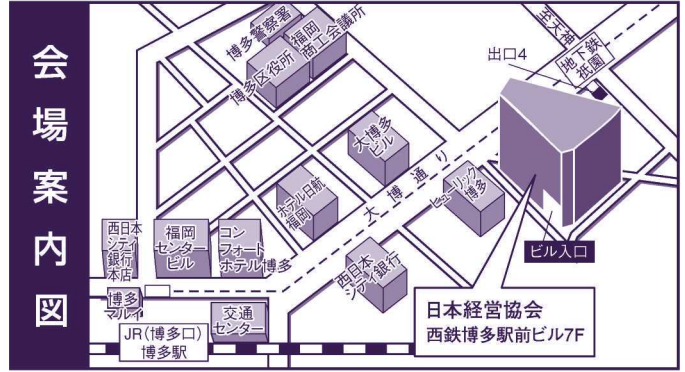 会場案内図
博多警察署
福岡
商工会議所
博多区役所
至天神
出口4
地下鉄
祇園
大博多
ビル
大博通り
ヒューリック
博多
ホテル日航
福岡
ビル入口
西日本
シティ
銀行
本店
福岡
センター
ビル
コン
フォート
ホテル博多
西日本
シティ銀行
博多
マルイ
交通
センター
JR(博多口)
博多駅
日本経営協会
西鉄博多駅前ビル7F